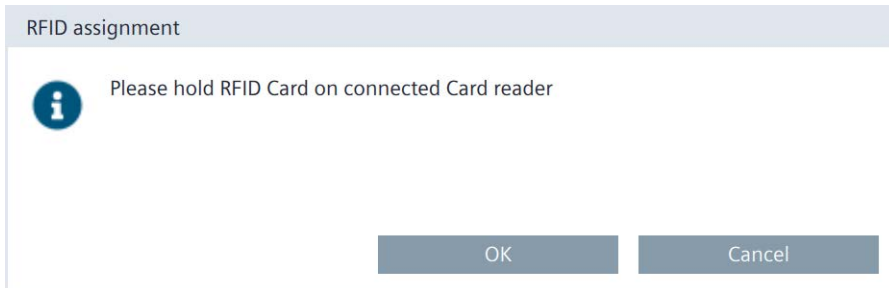 RFID assignment
Please hold RFID Card on connected Card reader
OK
Cancel